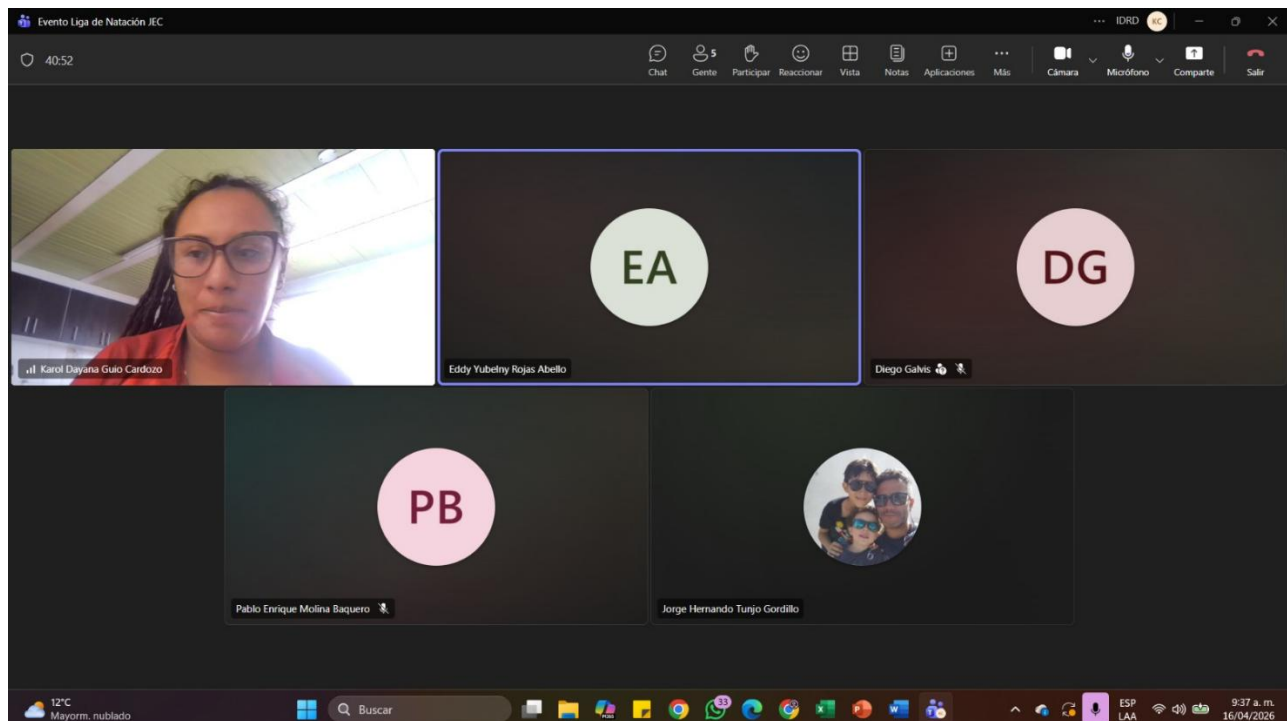 Evento Liga de Natación JEC
IDRD KC
40:52
5
Chat Gente Participar Reaccionar Vista Notas Aplicaciones Más Cámara Micrófono Comparte Salir
EA
DG
Karol Dayana Guio Cardozo
Eddy Yubelny Rojas Abello
Diego Galvis
PB
Pablo Enrique Molina Baquero
Jorge Hernando Tunjo Gordillo
12°C
Mayorm. nublado
Buscar
33
ESP
LAA
9:37 a. m.
16/04/2026